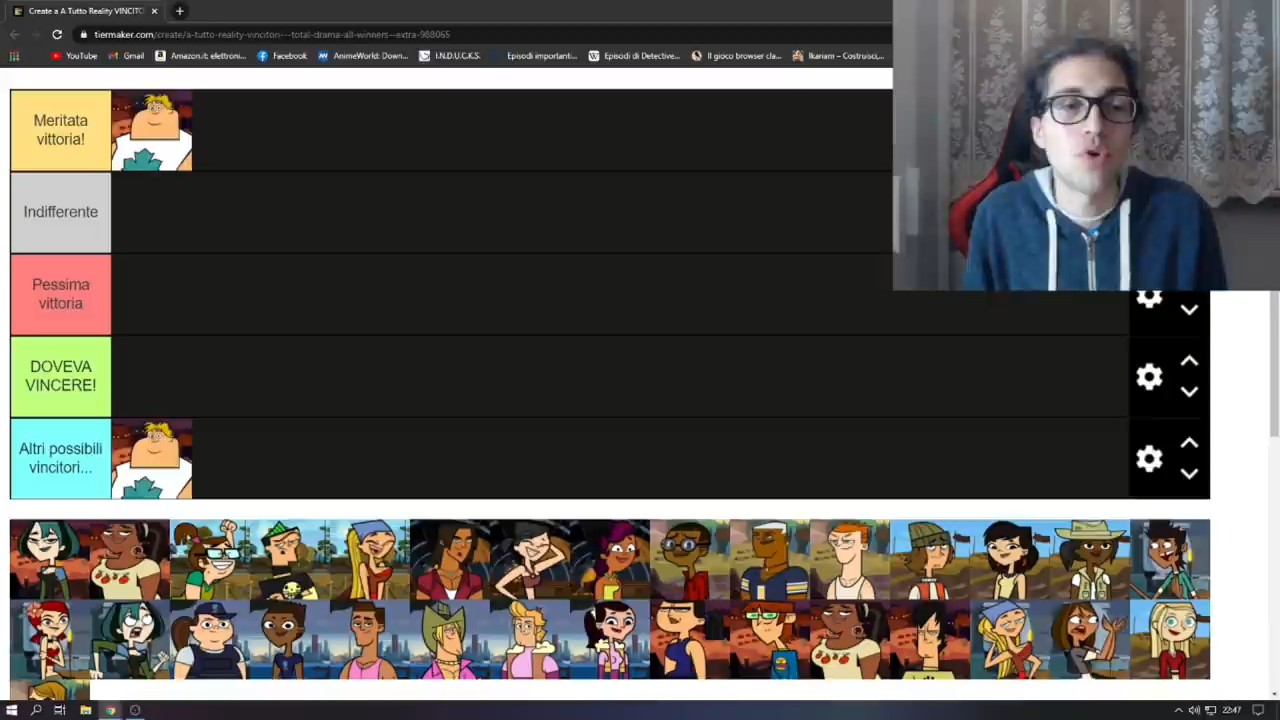 Create a A Tutto Reality VINCITO
tiermaker.com/create/a-tutto-reality-vincitori---total-drama-all-winners--extra-988065
YouTube
Gmail
Amazon.it: elettroni...
Facebook
AnimeWorld: Down...
I.N.D.U.C.K.S.
Episodi importanti...
Episodi di Detective...
Il gioco browser cla...
Ikariam – Costruisci,...
Meritata
vittoria!
Indifferente
Pessima
vittoria
DOVEVA
VINCERE!
Altri possibili
vincitori...
22:47